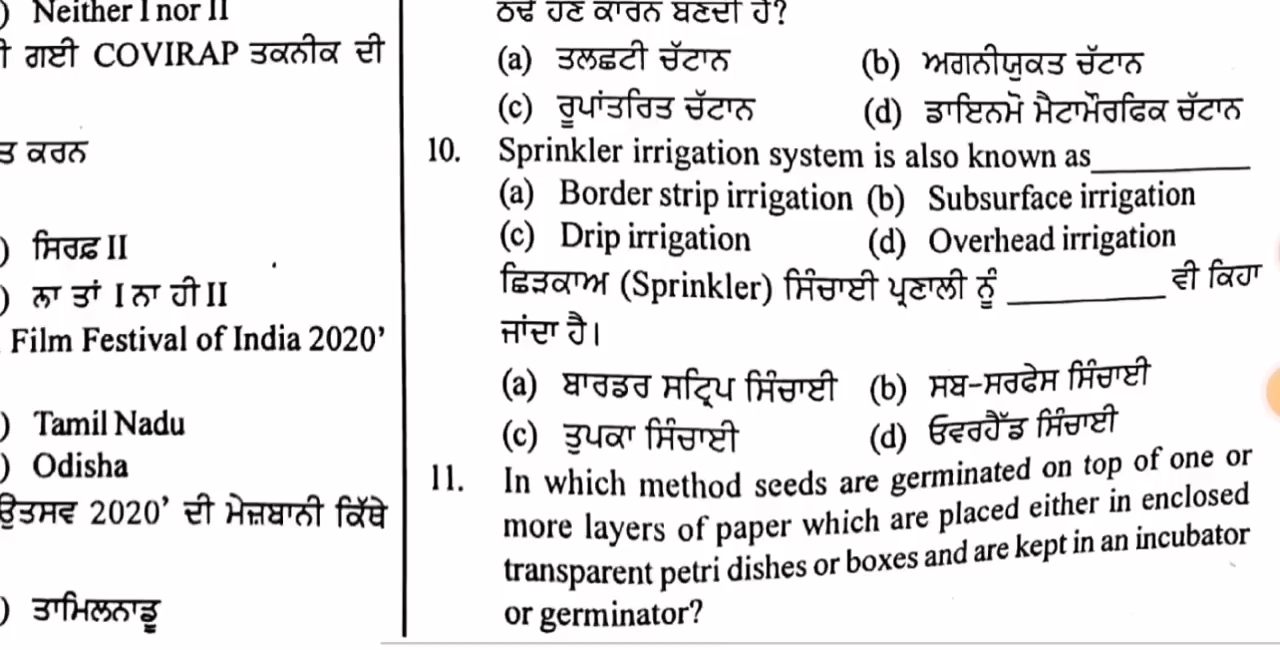 ) Neither I nor II
ੀ ਗਈ COVIRAP ਤਕਨੀਕ ਦੀ
ਤ ਕਰਨ
) ਸਿਰਫ਼ II
) ਨਾ ਤਾਂ I ਨਾ ਹੀ II
Film Festival of India 2020’
) Tamil Nadu
) Odisha
ਉਤਸਵ 2020’ ਦੀ ਮੇਜ਼ਬਾਨੀ ਕਿੱਥੇ
) ਤਾਮਿਲਨਾਡੂ
ਠੰਢੇ ਹੋਣ ਕਾਰਨ ਬਣਦੀ ਹੈ?
(a) ਤਲਛਟੀ ਚੱਟਾਨ (b) ਅਗਨੀਯੁਕਤ ਚੱਟਾਨ
(c) ਰੂਪਾਂਤਰਿਤ ਚੱਟਾਨ (d) ਡਾਇਨਮੋ ਮੈਟਾਮੌਰਫਿਕ ਚੱਟਾਨ
10. Sprinkler irrigation system is also known as__________
(a) Border strip irrigation (b) Subsurface irrigation
(c) Drip irrigation (d) Overhead irrigation
ਛਿੜਕਾਅ (Sprinkler) ਸਿੰਚਾਈ ਪ੍ਰਣਾਲੀ ਨੂੰ __________ ਵੀ ਕਿਹਾ
ਜਾਂਦਾ ਹੈ।
(a) ਬਾਰਡਰ ਸਟ੍ਰਿਪ ਸਿੰਚਾਈ (b) ਸਬ-ਸਰਫੇਸ ਸਿੰਚਾਈ
(c) ਤੁਪਕਾ ਸਿੰਚਾਈ (d) ਓਵਰਹੈੱਡ ਸਿੰਚਾਈ
11. In which method seeds are germinated on top of one or
more layers of paper which are placed either in enclosed
transparent petri dishes or boxes and are kept in an incubator
or germinator?